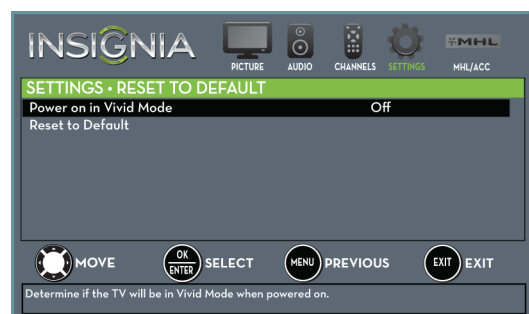 INSIGNIA
PICTURE AUDIO CHANNELS SETTINGS MHL/ACC
MHL
SETTINGS • RESET TO DEFAULT
Power on in Vivid Mode Off
Reset to Default
MOVE OK ENTER SELECT MENU PREVIOUS EXIT EXIT
Determine if the TV will be in Vivid Mode when powered on.